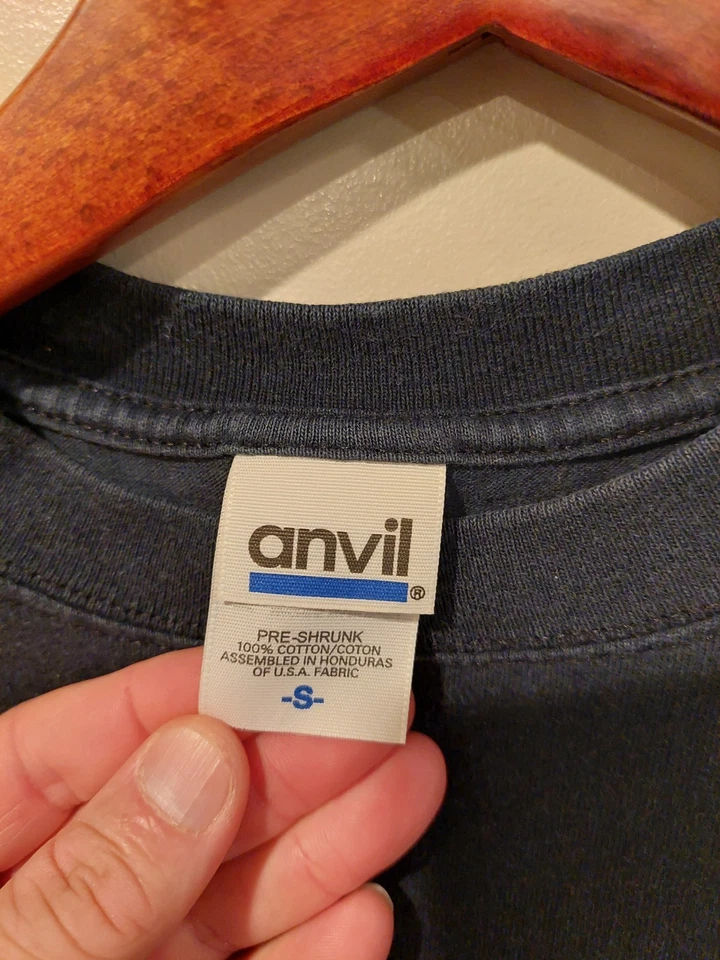 anvil®
PRE-SHRUNK
100% COTTON/COTON
ASSEMBLED IN HONDURAS
OF U.S.A. FABRIC
-S-